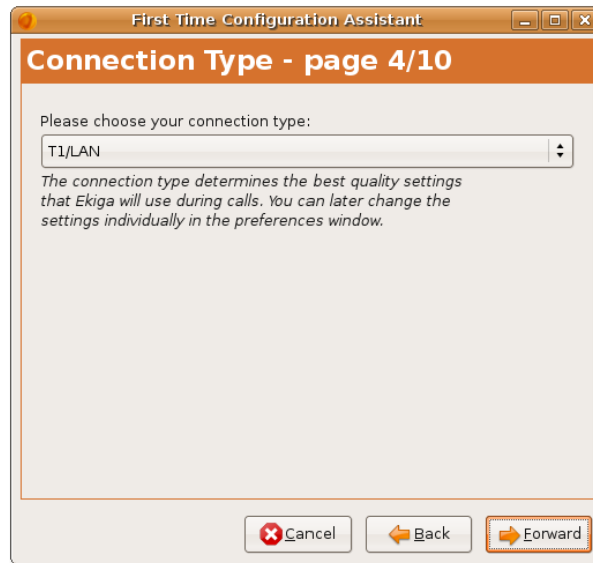 First Time Configuration Assistant
Connection Type - page 4/10
Please choose your connection type:
T1/LAN
The connection type determines the best quality settings
that Ekiga will use during calls. You can later change the
settings individually in the preferences window.
Cancel
Back
Forward